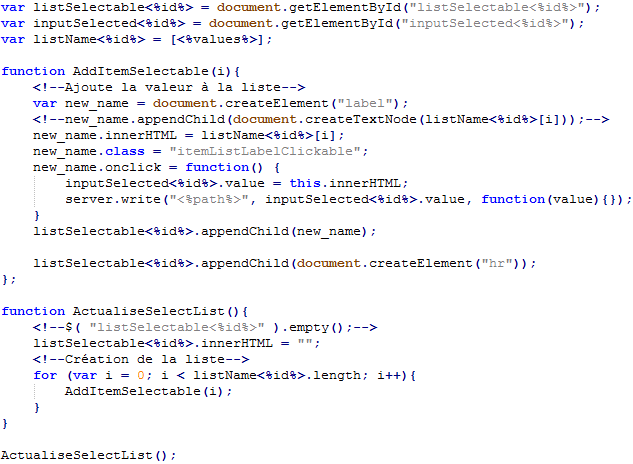 var listSelectable<%id%> = document.getElementById("listSelectable<%id%>");
var inputSelected<%id%> = document.getElementById("inputSelected<%id%>");
var listName<%id%> = [<%values%>];

function AddItemSelectable(i){
    <!--Ajoute la valeur à la liste-->
    var new_name = document.createElement("label");
    <!--new_name.appendChild(document.createTextNode(listName<%id%>[i]));-->
    new_name.innerHTML = listName<%id%>[i];
    new_name.class = "itemListLabelClickable";
    new_name.onclick = function() {
        inputSelected<%id%>.value = this.innerHTML;
        server.write("<%path%>", inputSelected<%id%>.value, function(value){});
    }
    listSelectable<%id%>.appendChild(new_name);

    listSelectable<%id%>.appendChild(document.createElement("hr"));
};

function ActualiseSelectList(){
    <!--$( "listSelectable<%id%>" ).empty();-->
    listSelectable<%id%>.innerHTML = "";
    <!--Création de la liste-->
    for (var i = 0; i < listName<%id%>.length; i++){
        AddItemSelectable(i);
    }
}

ActualiseSelectList();